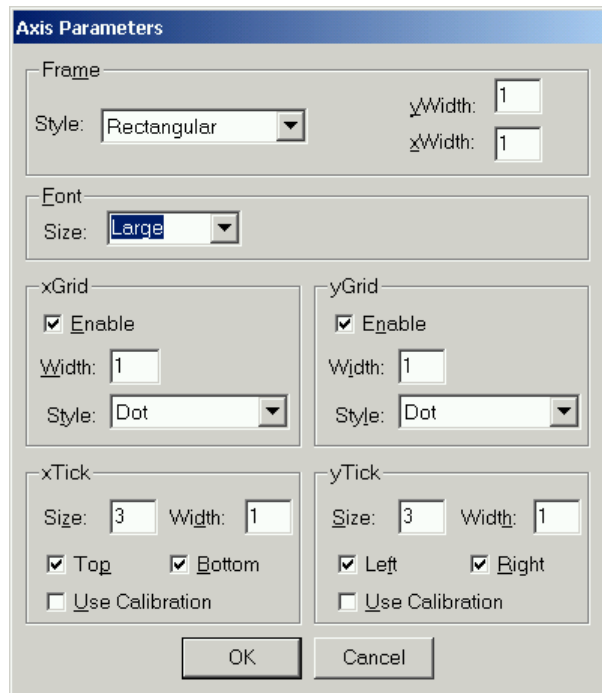 Axis Parameters
Frame
Style: Rectangular
yWidth: 1
xWidth: 1
Font
Size: Large
xGrid
Enable
Width: 1
Style: Dot
yGrid
Enable
Width: 1
Style: Dot
xTick
Size: 3 Width: 1
Top Bottom
Use Calibration
yTick
Size: 3 Width: 1
Left Right
Use Calibration
OK Cancel